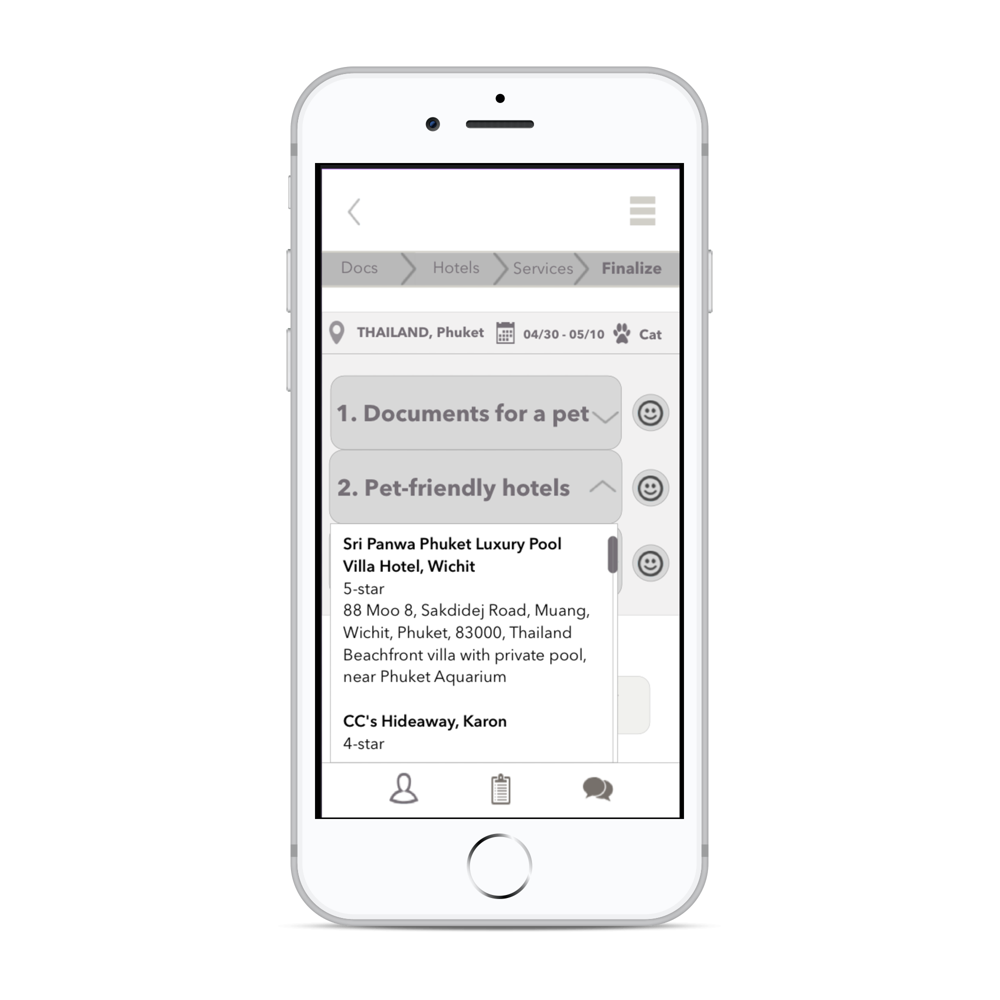 Docs
Hotels
Services
Finalize
THAILAND, Phuket
04/30 - 05/10
Cat
1. Documents for a pet
2. Pet-friendly hotels
Sri Panwa Phuket Luxury Pool
Villa Hotel, Wichit
5-star
88 Moo 8, Sakdidej Road, Muang,
Wichit, Phuket, 83000, Thailand
Beachfront villa with private pool,
near Phuket Aquarium
CC's Hideaway, Karon
4-star